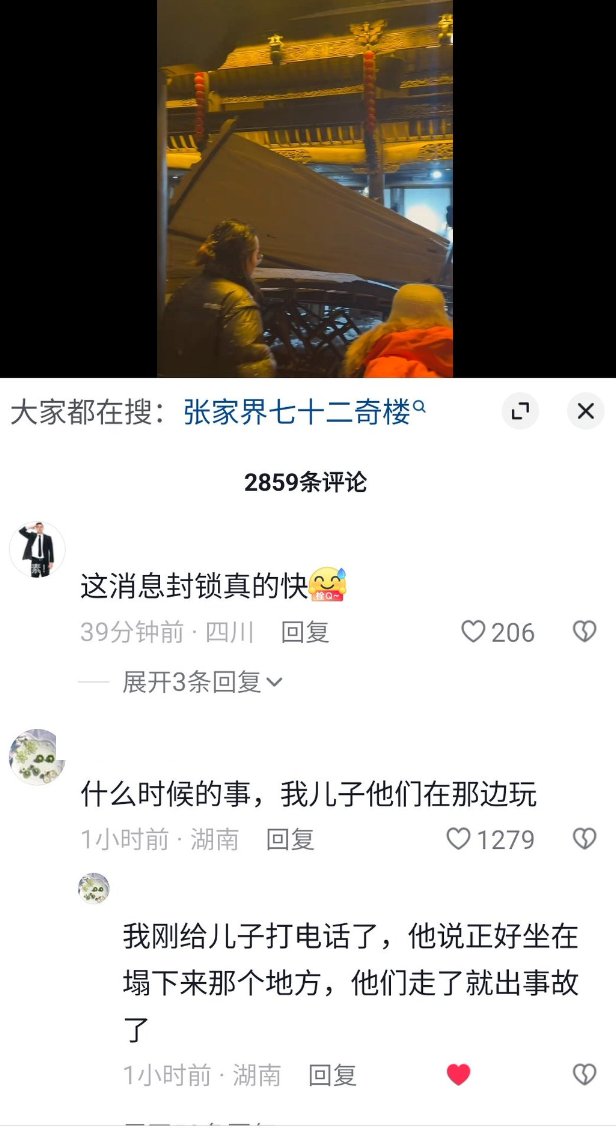 大家都在搜：张家界七十二奇楼
2859条评论
素！
这消息封锁真的快
栓Q~
39分钟前 · 四川 回复 206
展开3条回复
什么时候的事，我儿子他们在那边玩
1小时前 · 湖南 回复 1279
我刚给儿子打电话了，他说正好坐在
塌下来那个地方，他们走了就出事故
了
1小时前 · 湖南 回复